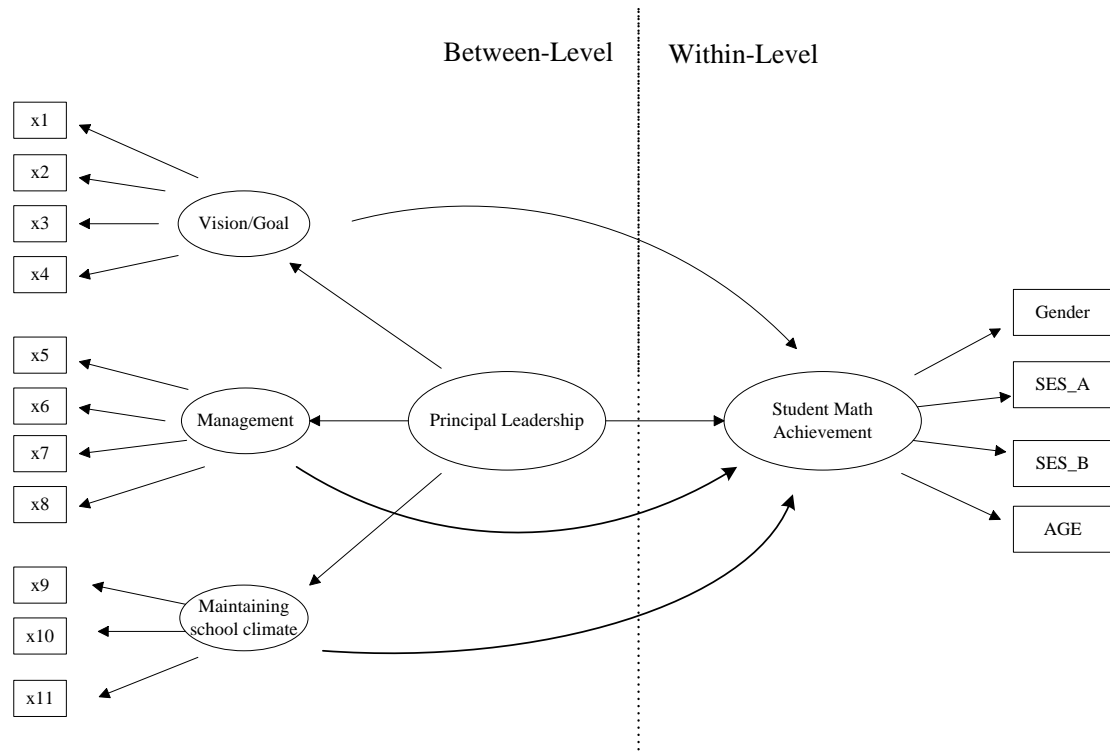 Between-Level
Within-Level
x1
x2
x3
x4
Vision/Goal
x5
x6
x7
x8
Management
Principal Leadership
Student Math
Achievement
Gender
SES_A
SES_B
AGE
x9
x10
x11
Maintaining
school climate